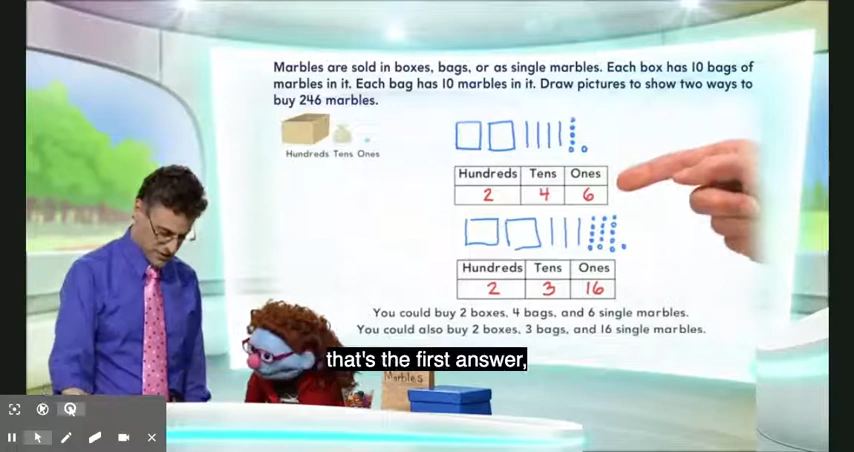 Marbles are sold in boxes, bags, or as single marbles. Each box has 10 bags of
marbles in it. Each bag has 10 marbles in it. Draw pictures to show two ways to
buy 246 marbles.
Hundreds Tens Ones
Hundreds Tens Ones
2 4 6
Hundreds Tens Ones
2 3 16
You could buy 2 boxes, 4 bags, and 6 single marbles.
You could also buy 2 boxes, 3 bags, and 16 single marbles.
that's the first answer,
Marbles